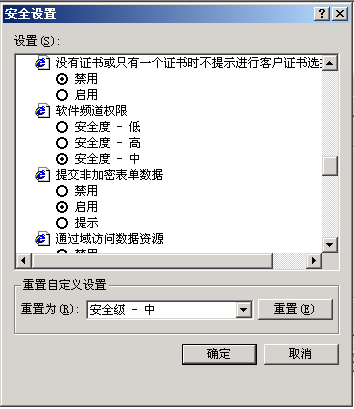 安全设置
设置(S):
没有证书或只有一个证书时不提示进行客户证书选
禁用
启用
软件频道权限
安全度 - 低
安全度 - 高
安全度 - 中
提交非加密表单数据
禁用
启用
提示
通过域访问数据资源
禁用
重置自定义设置
重置为(R): 安全级 - 中 重置(E)
确定 取消